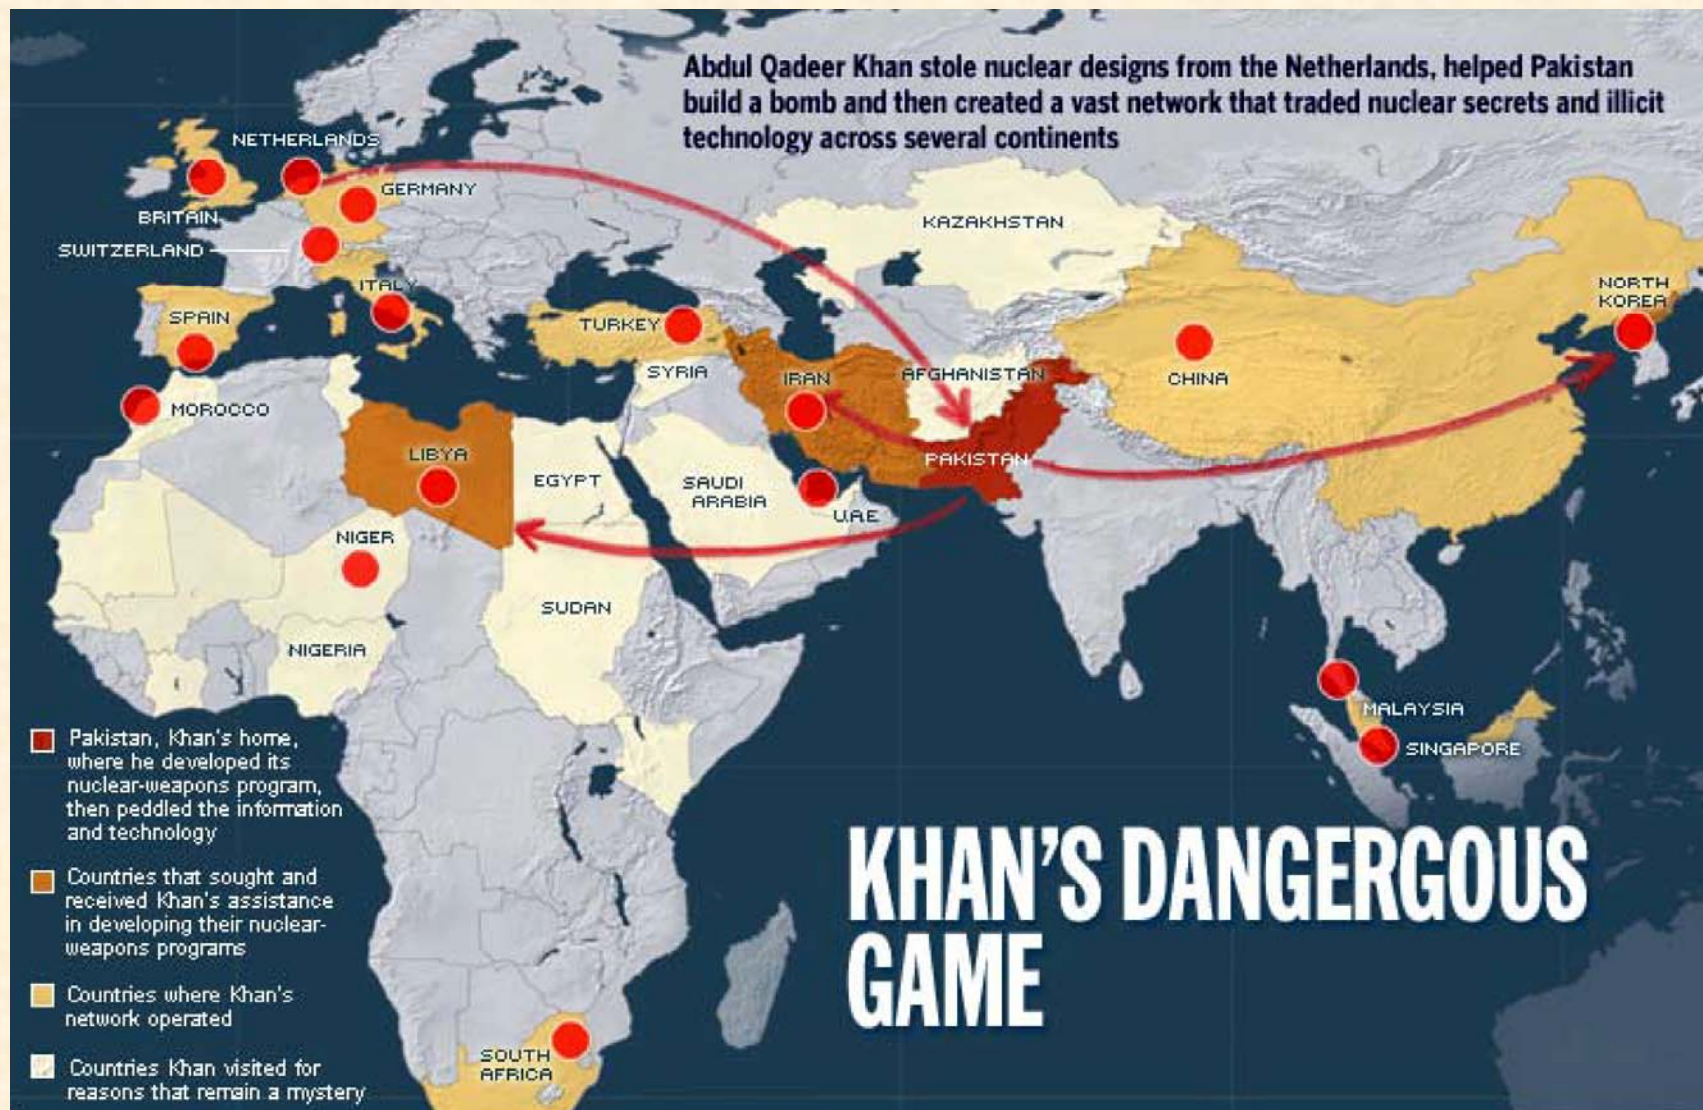 Abdul Qadeer Khan stole nuclear designs from the Netherlands, helped Pakistan
build a bomb and then created a vast network that traded nuclear secrets and illicit
technology across several continents
NETHERLANDS
GERMANY
BRITAIN
SWITZERLAND
ITALY
SPAIN
TURKEY
KAZAKHSTAN
NORTH
KOREA
SYRIA
IRAN
AFGHANISTAN
CHINA
MOROCCO
LIBYA
EGYPT
SAUDI
ARABIA
PAKISTAN
U.A.E
NIGER
SUDAN
NIGERIA
MALAYSIA
SINGAPORE
Pakistan, Khan's home,
where he developed its
nuclear-weapons program,
then peddled the information
and technology
Countries that sought and
received Khan's assistance
in developing their nuclear-
weapons programs
Countries where Khan's
network operated
Countries Khan visited for
reasons that remain a mystery
SOUTH
AFRICA
KHAN'S DANGERGOUS
GAME